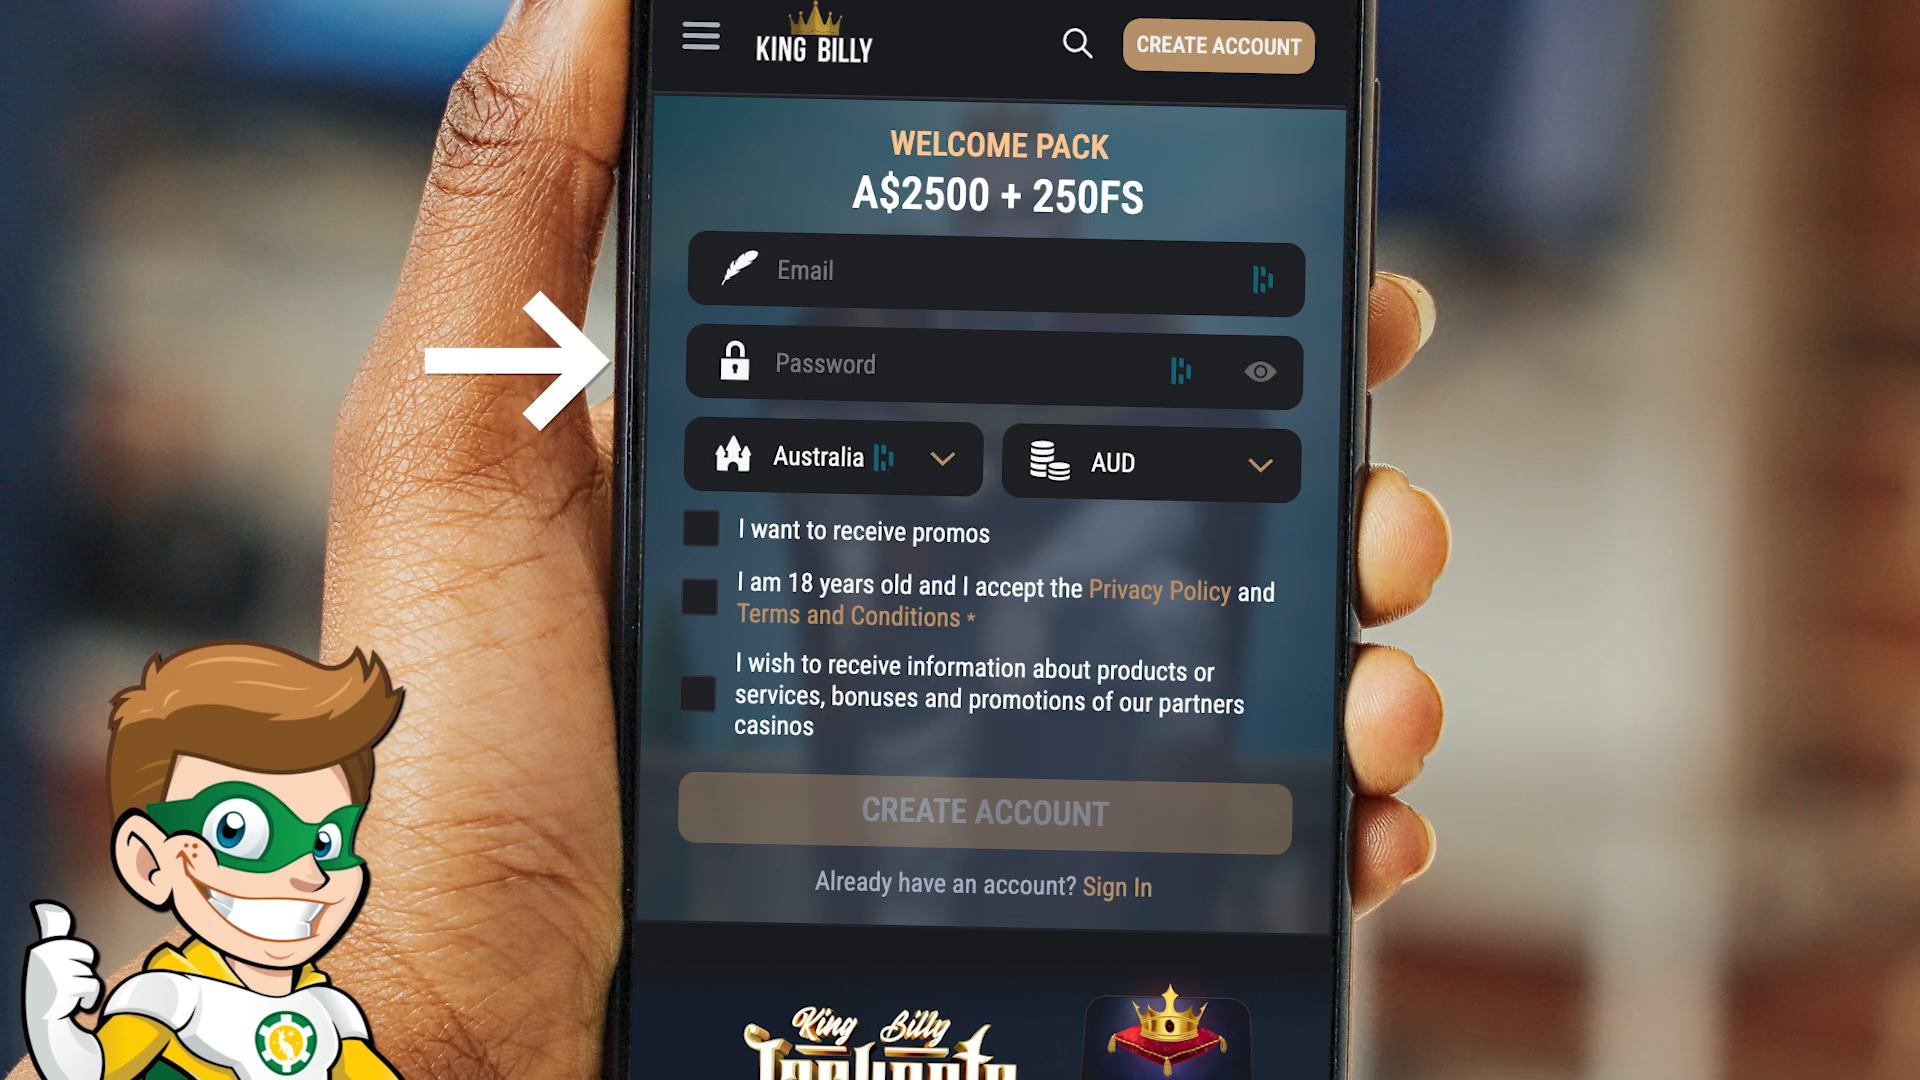 KING BILLY
CREATE ACCOUNT
WELCOME PACK
A$2500 + 250FS
Email
Password
Australia
AUD
I want to receive promos
I am 18 years old and I accept the Privacy Policy and
Terms and Conditions *
I wish to receive information about products or
services, bonuses and promotions of our partners
casinos
CREATE ACCOUNT
Already have an account? Sign In
King Billy